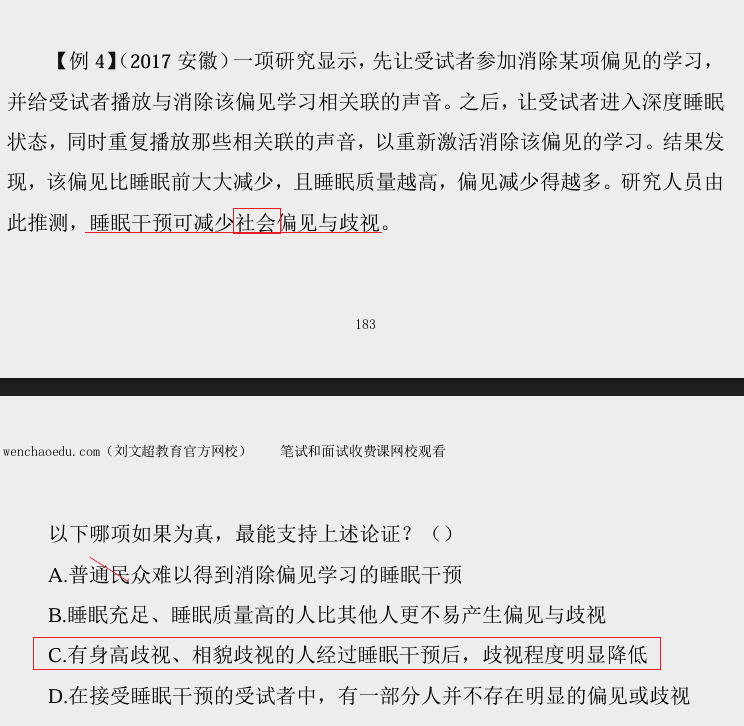 【例 4】（2017 安徽）一项研究显示，先让受试者参加消除某项偏见的学习，
并给受试者播放与消除该偏见学习相关联的声音。之后，让受试者进入深度睡眠
状态，同时重复播放那些相关联的声音，以重新激活消除该偏见的学习。结果发
现，该偏见比睡眠前大大减少，且睡眠质量越高，偏见减少得越多。研究人员由
此推测，睡眠干预可减少社会偏见与歧视。
183
wenchaoedu.com（刘文超教育官方网校） 笔试和面试收费课网校观看
以下哪项如果为真，最能支持上述论证？（）
A.普通民众难以得到消除偏见学习的睡眠干预
B.睡眠充足、睡眠质量高的人比其他人更不易产生偏见与歧视
C.有身高歧视、相貌歧视的人经过睡眠干预后，歧视程度明显降低
D.在接受睡眠干预的受试者中，有一部分人并不存在明显的偏见或歧视